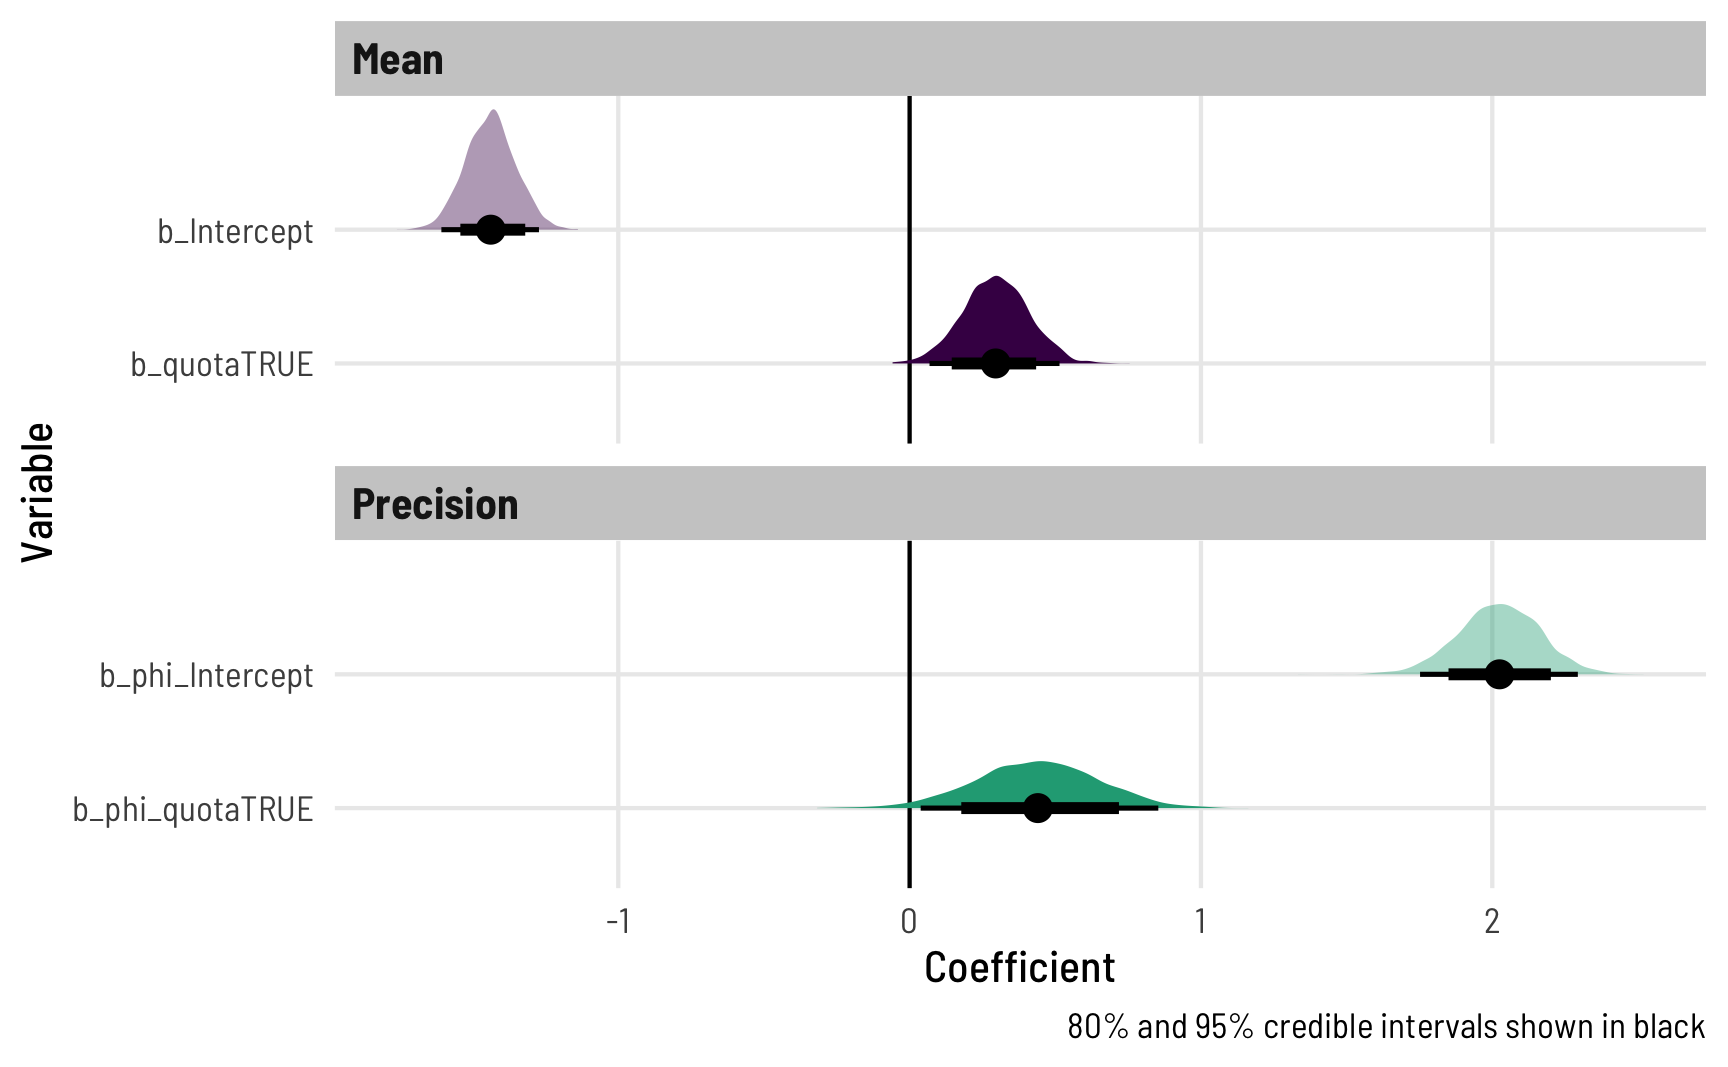 Mean
b_Intercept
b_quotaTRUE
Variable
Precision
b_phi_Intercept
b_phi_quotaTRUE
-1 0 1 2
Coefficient
80% and 95% credible intervals shown in black